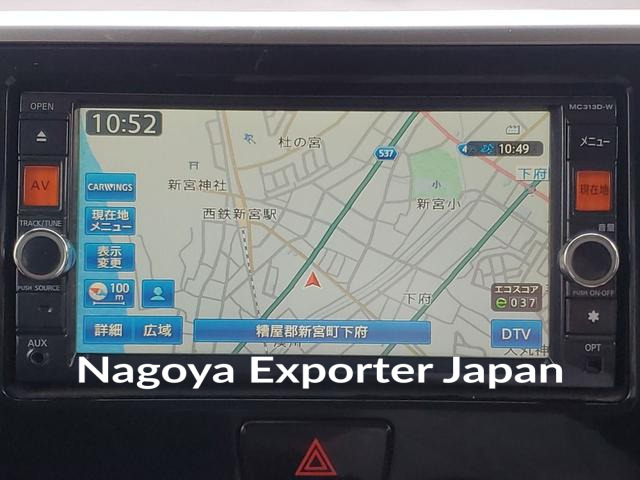 OPEN
MC313D-W
10:52
杜の宮
537
10:49
メニュー
AV
CARWINGS
新宮神社
小
下府
現在地
現在地
メニュー
西鉄新宮駅
新宮小
TRACK/TUNE
音量
表示
変更
100
m
下府
エコスコア
e 037
PUSH SOURCE
PUSH ON-OFF
詳細
広域
糟屋郡新宮町下府
DTV
AUX
OPT
Nagoya Exporter Japan